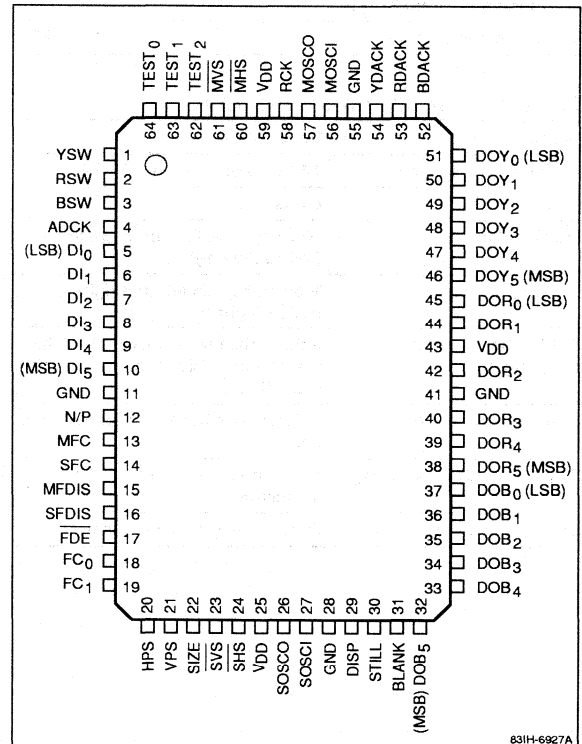 TEST0
TEST1
TEST2
MVS
MHS
VDD
RCK
MOSCO
MOSCI
GND
YDACK
RDACK
BDACK
64 63 62 61 60 59 58 57 56 55 54 53 52
YSW 1
RSW 2
BSW 3
ADCK 4
(LSB) DI0 5
DI1 6
DI2 7
DI3 8
DI4 9
(MSB) DI5 10
GND 11
N/P 12
MFC 13
SFC 14
MFDIS 15
SFDIS 16
FDE 17
FC0 18
FC1 19
51 DOY0 (LSB)
50 DOY1
49 DOY2
48 DOY3
47 DOY4
46 DOY5 (MSB)
45 DOR0 (LSB)
44 DOR1
43 VDD
42 DOR2
41 GND
40 DOR3
39 DOR4
38 DOR5 (MSB)
37 DOB0 (LSB)
36 DOB1
35 DOB2
34 DOB3
33 DOB4
20 21 22 23 24 25 26 27 28 29 30 31 32
HPS
VPS
SIZE
SVS
SHS
VDD
SOSCO
SOSCI
GND
DISP
STILL
BLANK
(MSB) DOB5
83IH-6927A